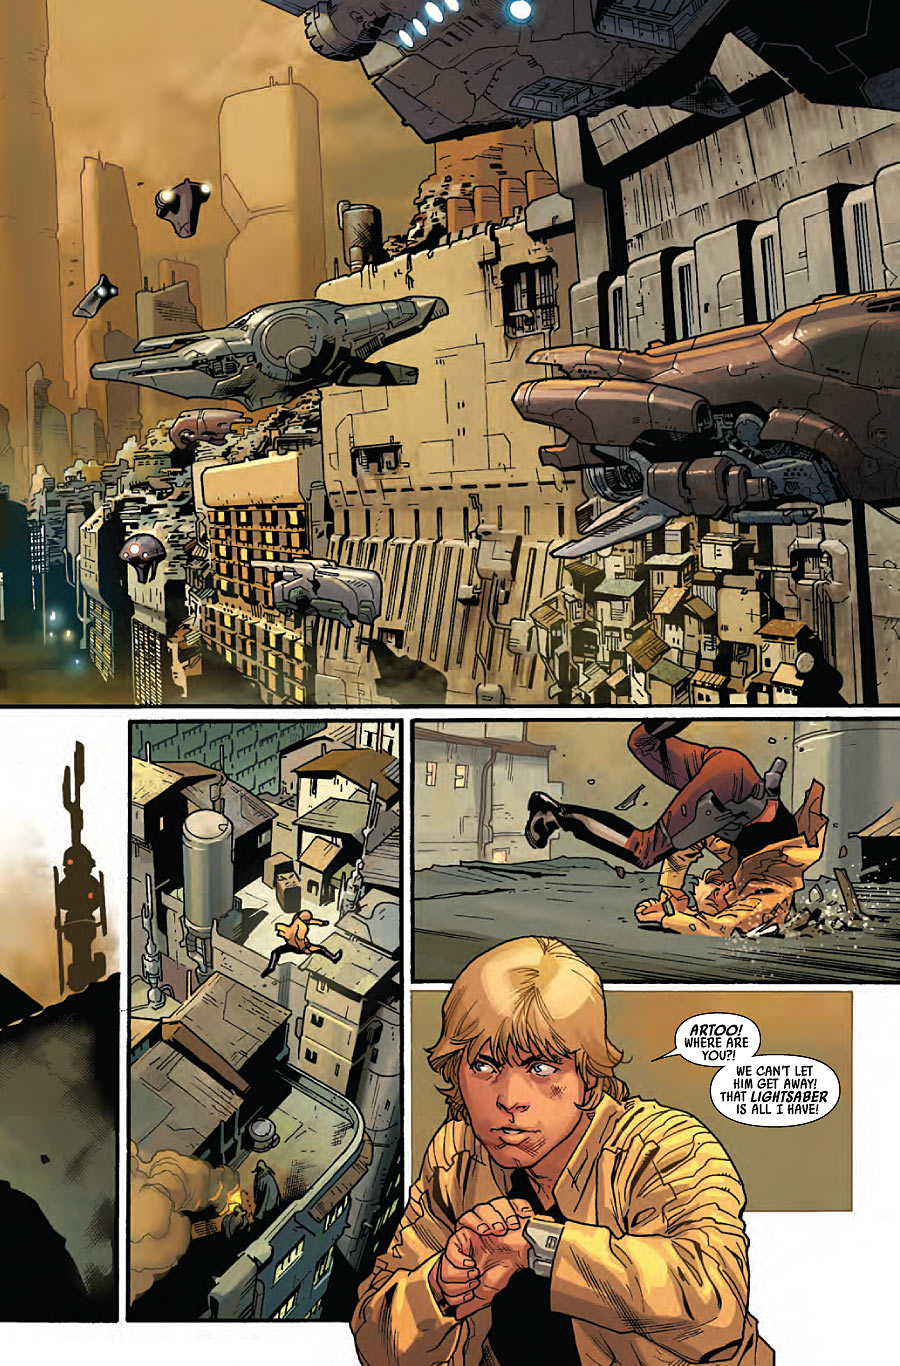 ARTOO!
WHERE ARE
YOU?!
WE CAN'T LET
HIM GET AWAY!
THAT LIGHTSABER
IS ALL I HAVE!